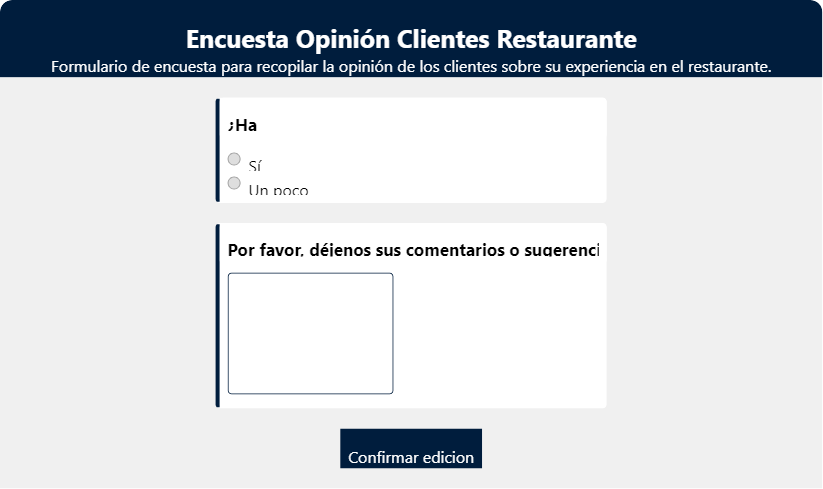 Encuesta Opinión Clientes Restaurante
Formulario de encuesta para recopilar la opinión de los clientes sobre su experiencia en el restaurante.
¿Ha
Sí
Un poco
Por favor, déjenos sus comentarios o sugerenci
Confirmar edicion